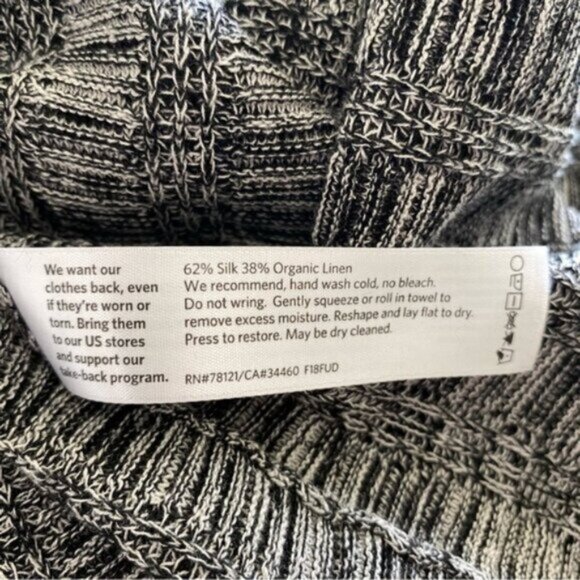 We want our
clothes back, even
if they're worn or
torn. Bring them
to our US stores
and support our
take-back program.
62% Silk 38% Organic Linen
We recommend, hand wash cold, no bleach.
Do not wring. Gently squeeze or roll in towel to
remove excess moisture. Reshape and lay flat to dry.
Press to restore. May be dry cleaned.
RN#78121/CA#34460 F18FUD